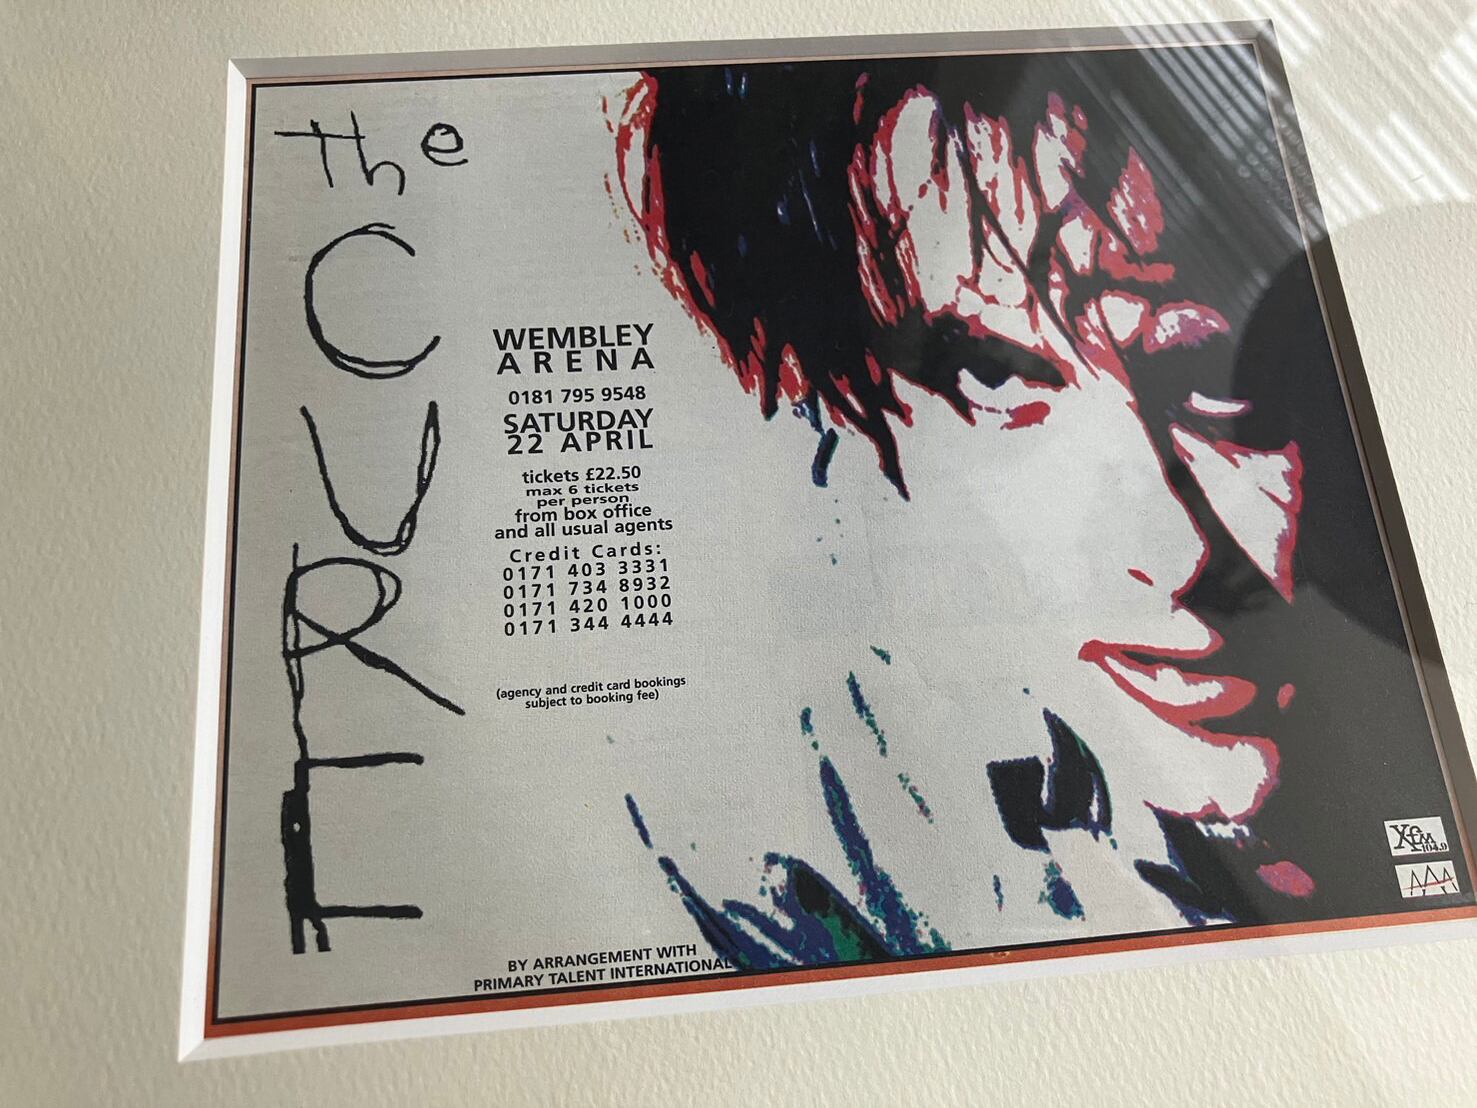 The
CURE
WEMBLEY
ARENA
0181 795 9548
SATURDAY
22 APRIL
tickets £22.50
max 6 tickets
per person
from box office
and all usual agents
Credit Cards:
0171 403 3331
0171 734 8932
0171 420 1000
0171 344 4444
(agency and credit card bookings
subject to booking fee)
BY ARRANGEMENT WITH
PRIMARY TALENT INTERNATIONAL
Xfm
104.9